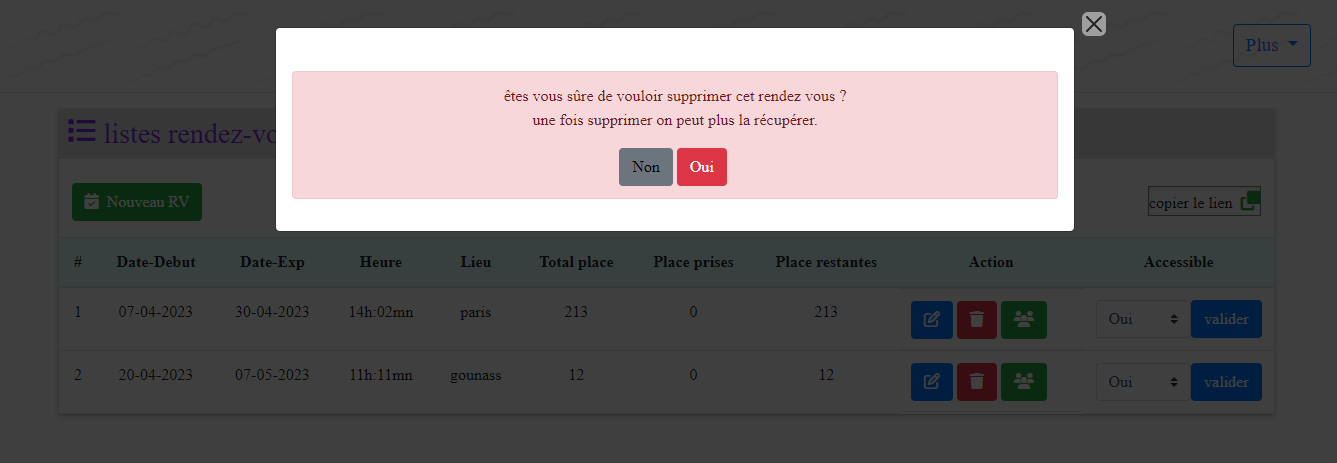 Plus
êtes vous sûre de vouloir supprimer cet rendez vous ?
une fois supprimer on peut plus la récupérer.
Non Oui
listes rendez-vo
Nouveau RV
copier le lien
# Date-Debut Date-Exp Heure Lieu Total place Place prises Place restantes Action Accessible
1 07-04-2023 30-04-2023 14h:02mn paris 213 0 213 Oui valider
2 20-04-2023 07-05-2023 11h:11mn gounass 12 0 12 Oui valider